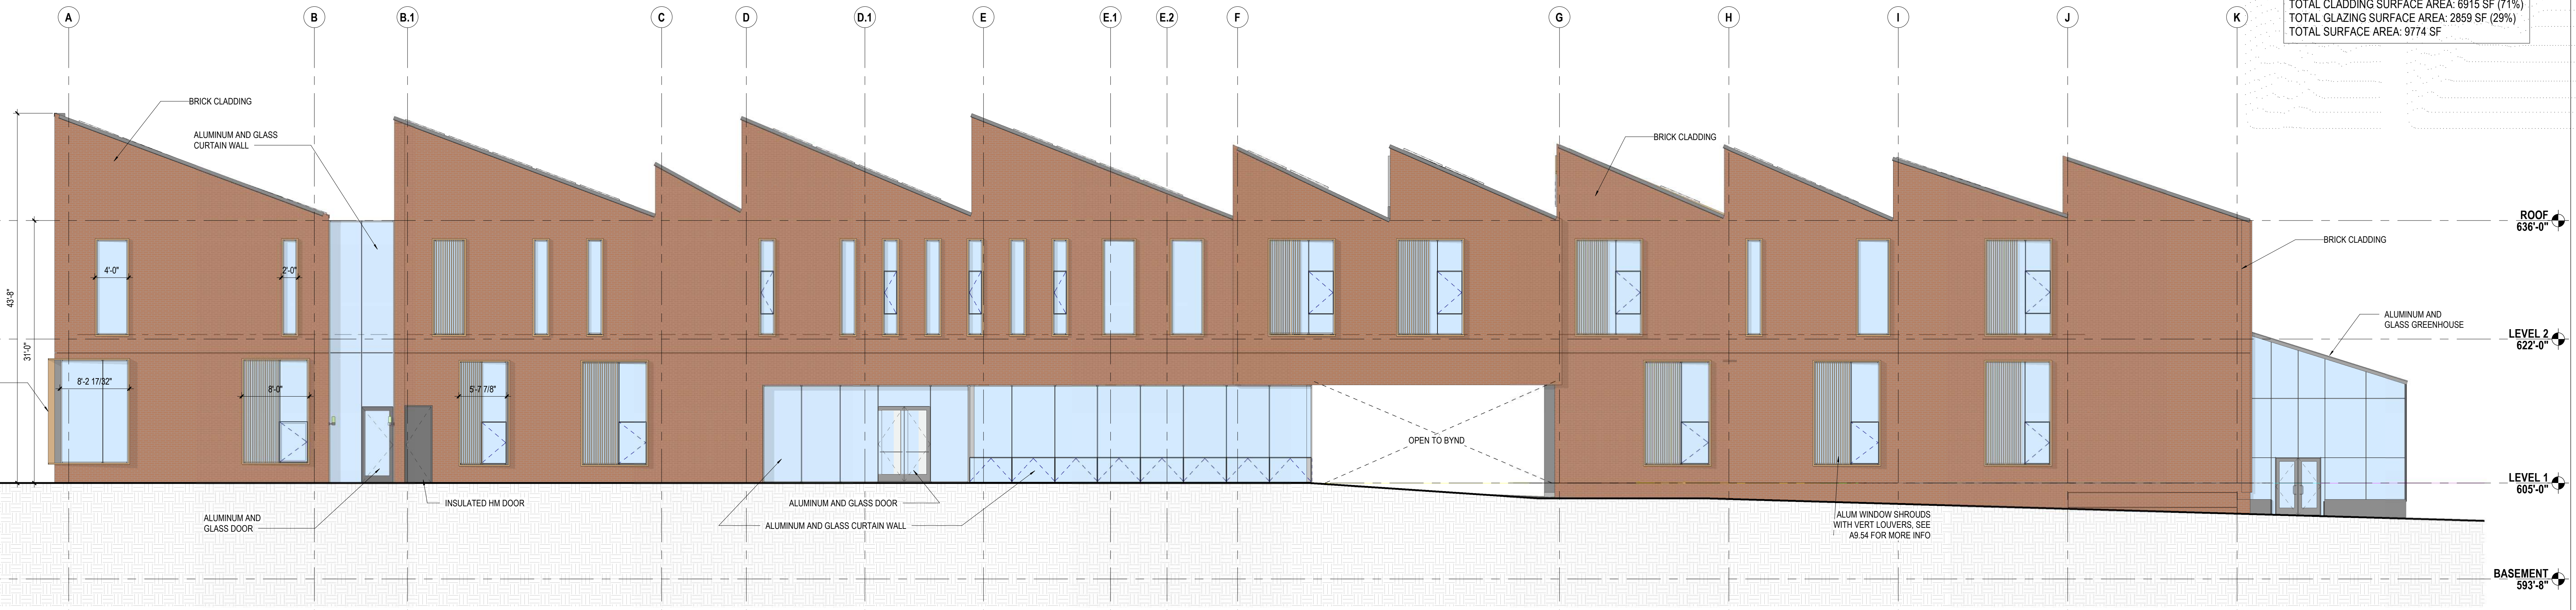 A
B
B.1
C
D
D.1
E
E.1
E.2
F
G
H
I
J
K
TOTAL CLADDING SURFACE AREA: 6915 SF (71%)
TOTAL GLAZING SURFACE AREA: 2859 SF (29%)
TOTAL SURFACE AREA: 9774 SF
BRICK CLADDING
ALUMINUM AND GLASS
CURTAIN WALL
BRICK CLADDING
ROOF
636'-0"
BRICK CLADDING
4'-0"
2'-0"
43'-8"
31'-0"
ALUMINUM AND
GLASS GREENHOUSE
LEVEL 2
622'-0"
8'-2 17/32"
8'-0"
5'-7 7/8"
OPEN TO BYND
LEVEL 1
605'-0"
INSULATED HM DOOR
ALUMINUM AND GLASS DOOR
ALUMINUM AND
GLASS DOOR
ALUMINUM AND GLASS CURTAIN WALL
ALUM WINDOW SHROUDS
WITH VERT LOUVERS, SEE
A9.54 FOR MORE INFO
BASEMENT
593'-8"